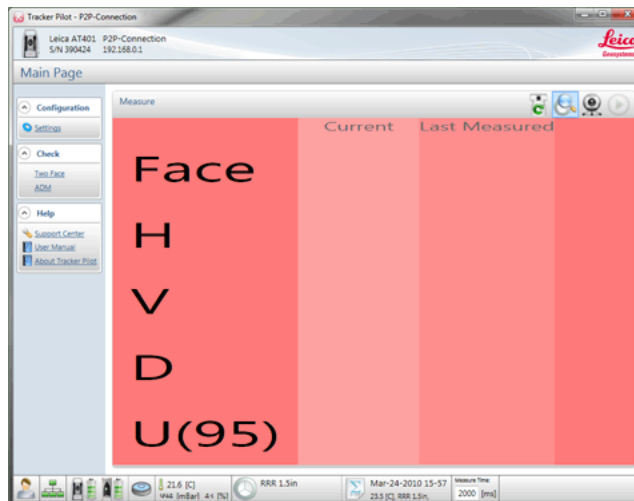 Tracker Pilot - P2P-Connection
Leica AT401 P2P-Connection
S/N 390424 192.168.0.1
Leica
Geosystems
Main Page
Configuration
Settings
Check
Two Face
ADM
Help
Support Center
User Manual
About Tracker Pilot
Measure
Current Last Measured
Face
H
V
D
U(95)
21.6 [C]
RRR 1.5in
Mar-24-2010 15-57
23.5 [C], RRR 1.5in,
Measure Time
2000 [ms]